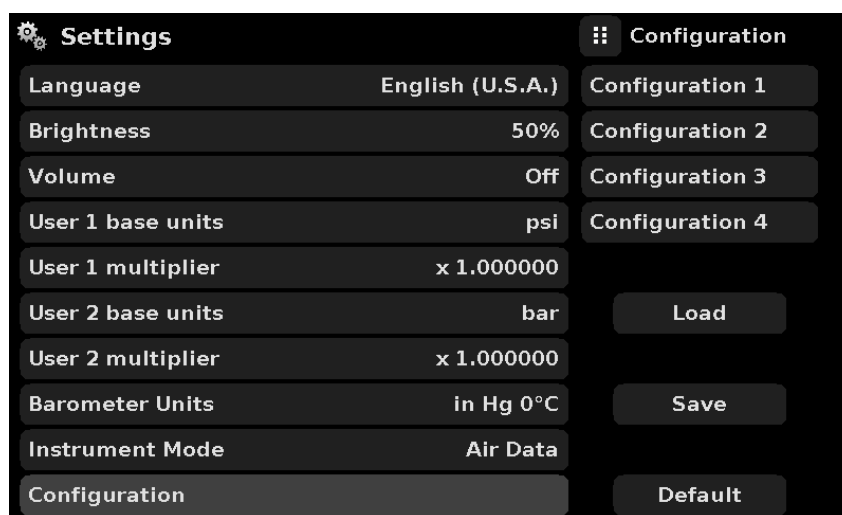 Settings
Language English (U.S.A.)
Brightness 50%
Volume Off
User 1 base units psi
User 1 multiplier x 1.000000
User 2 base units bar
User 2 multiplier x 1.000000
Barometer Units in Hg 0°C
Instrument Mode Air Data
Configuration
Configuration
Configuration 1
Configuration 2
Configuration 3
Configuration 4
Load
Save
Default